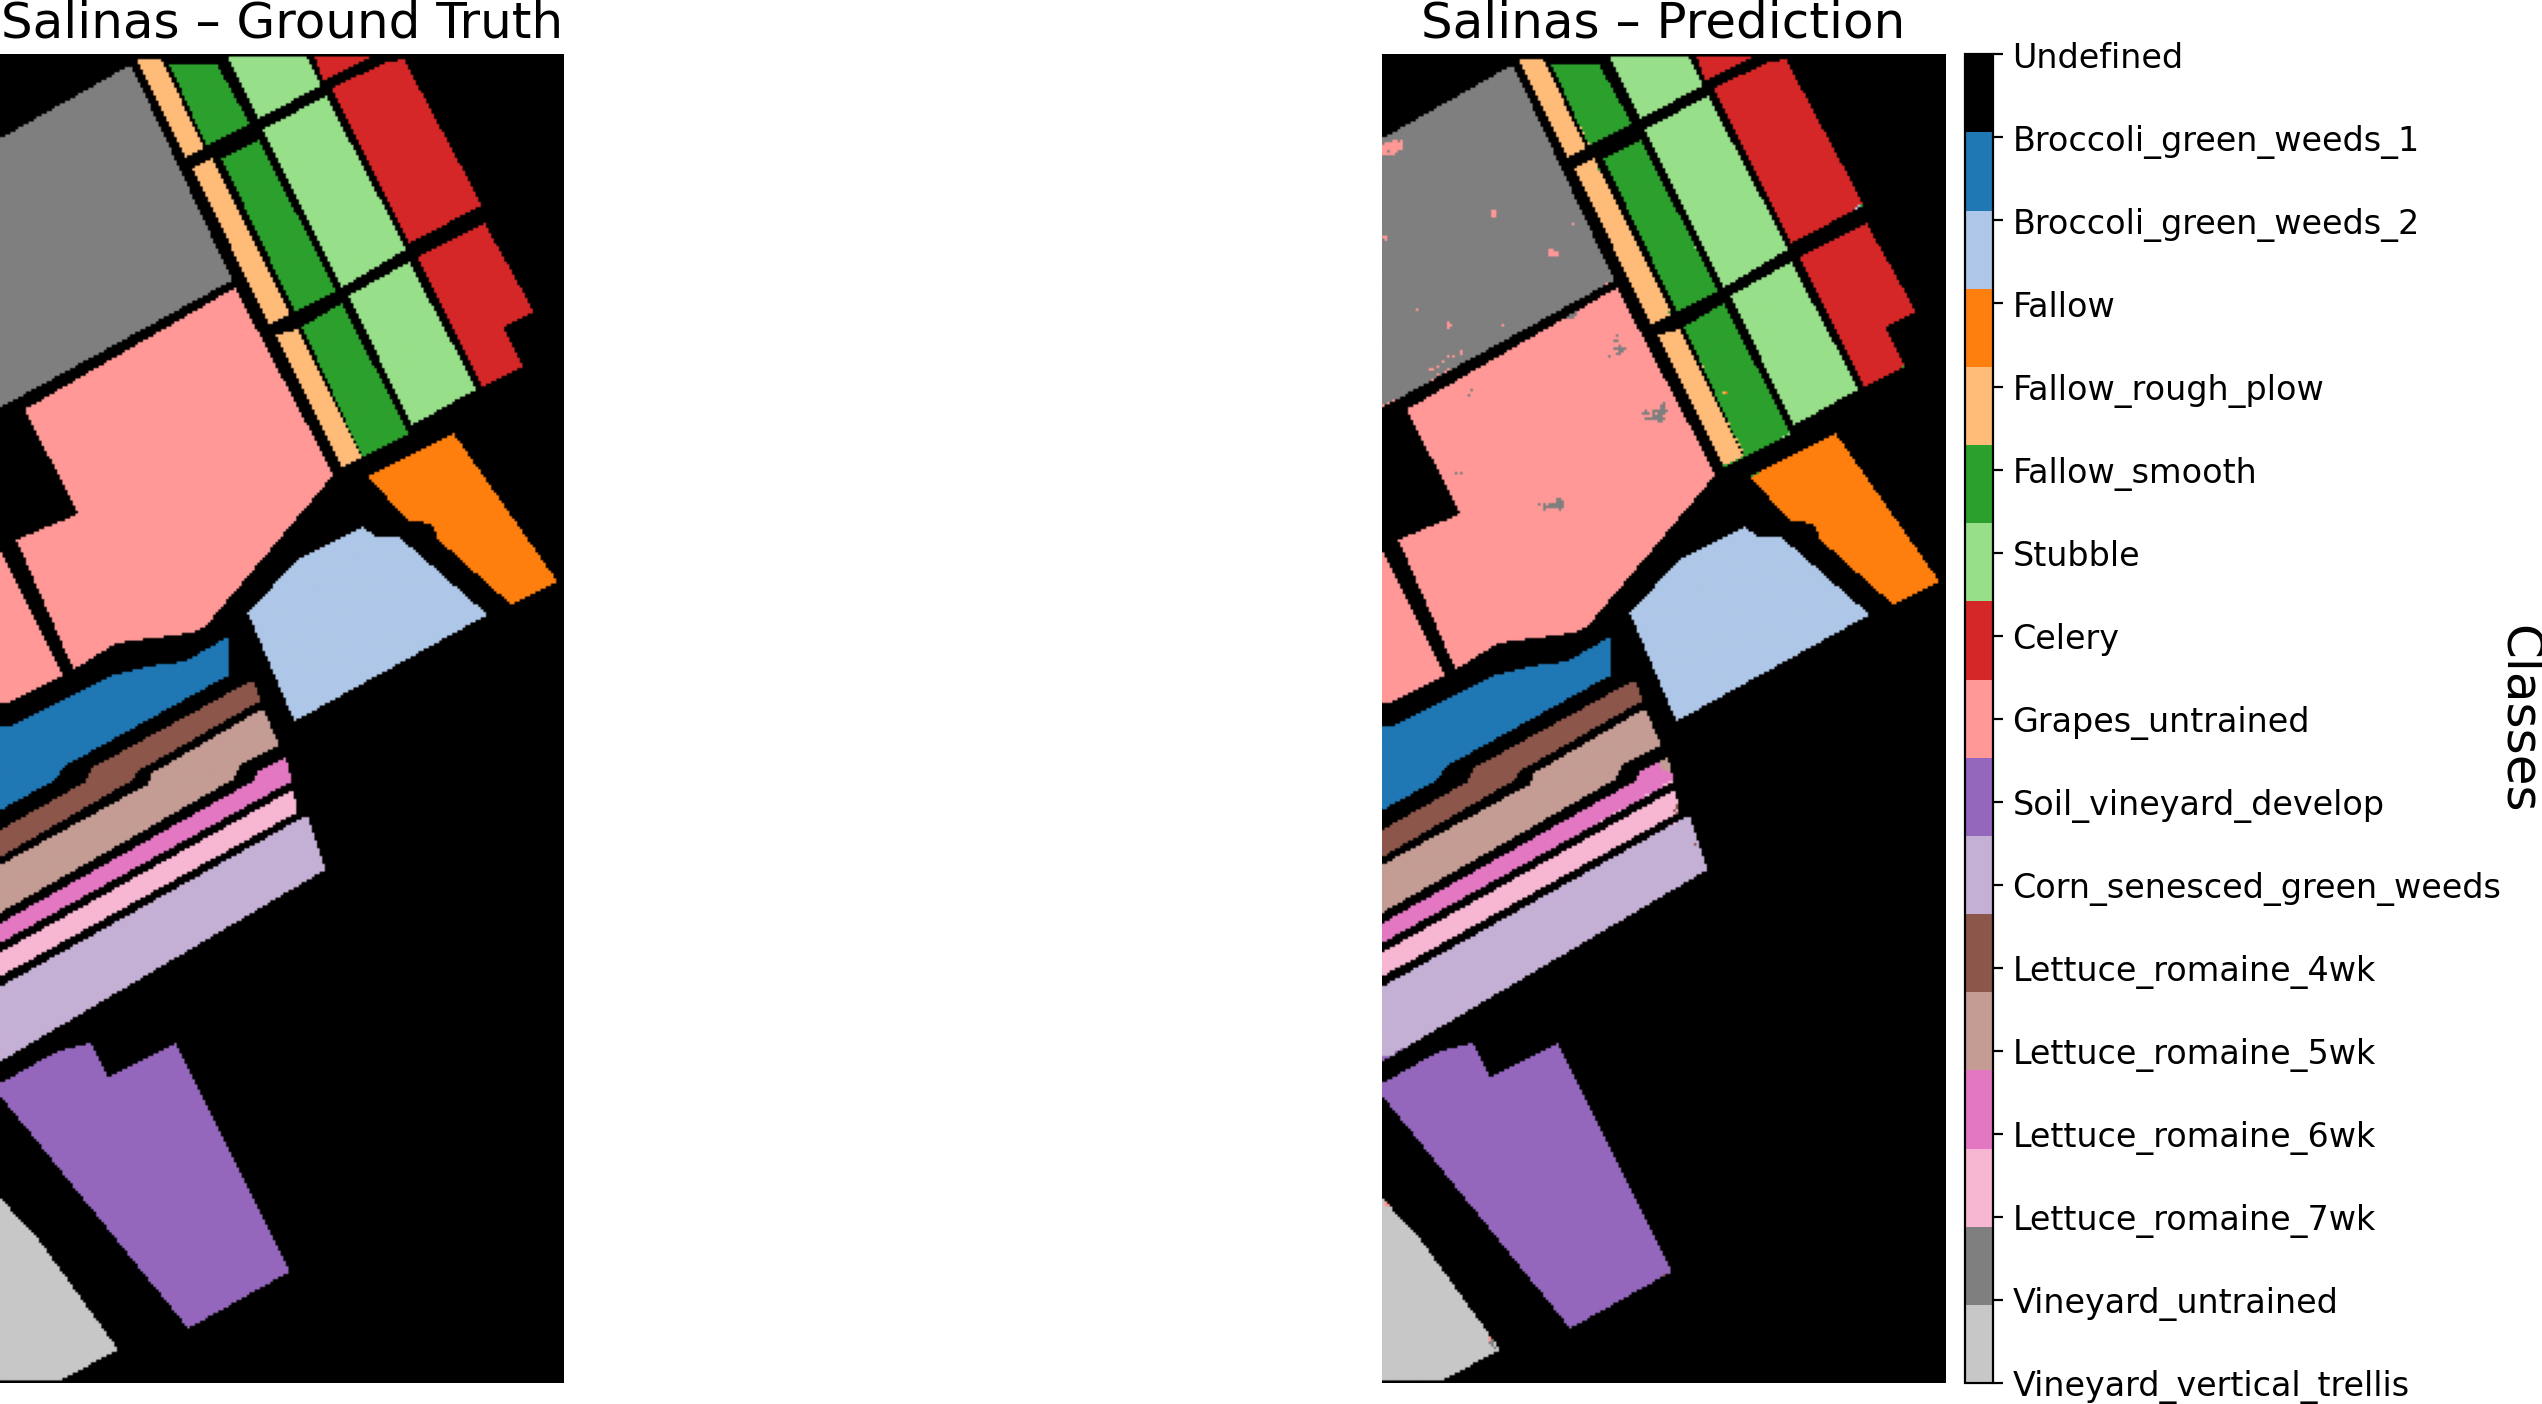 Salinas – Ground Truth
Salinas – Prediction
Undefined
Broccoli_green_weeds_1
Broccoli_green_weeds_2
Fallow
Fallow_rough_plow
Fallow_smooth
Stubble
Celery
Grapes_untrained
Soil_vineyard_develop
Corn_senesced_green_weeds
Lettuce_romaine_4wk
Lettuce_romaine_5wk
Lettuce_romaine_6wk
Lettuce_romaine_7wk
Vineyard_untrained
Vineyard_vertical_trellis
Classes